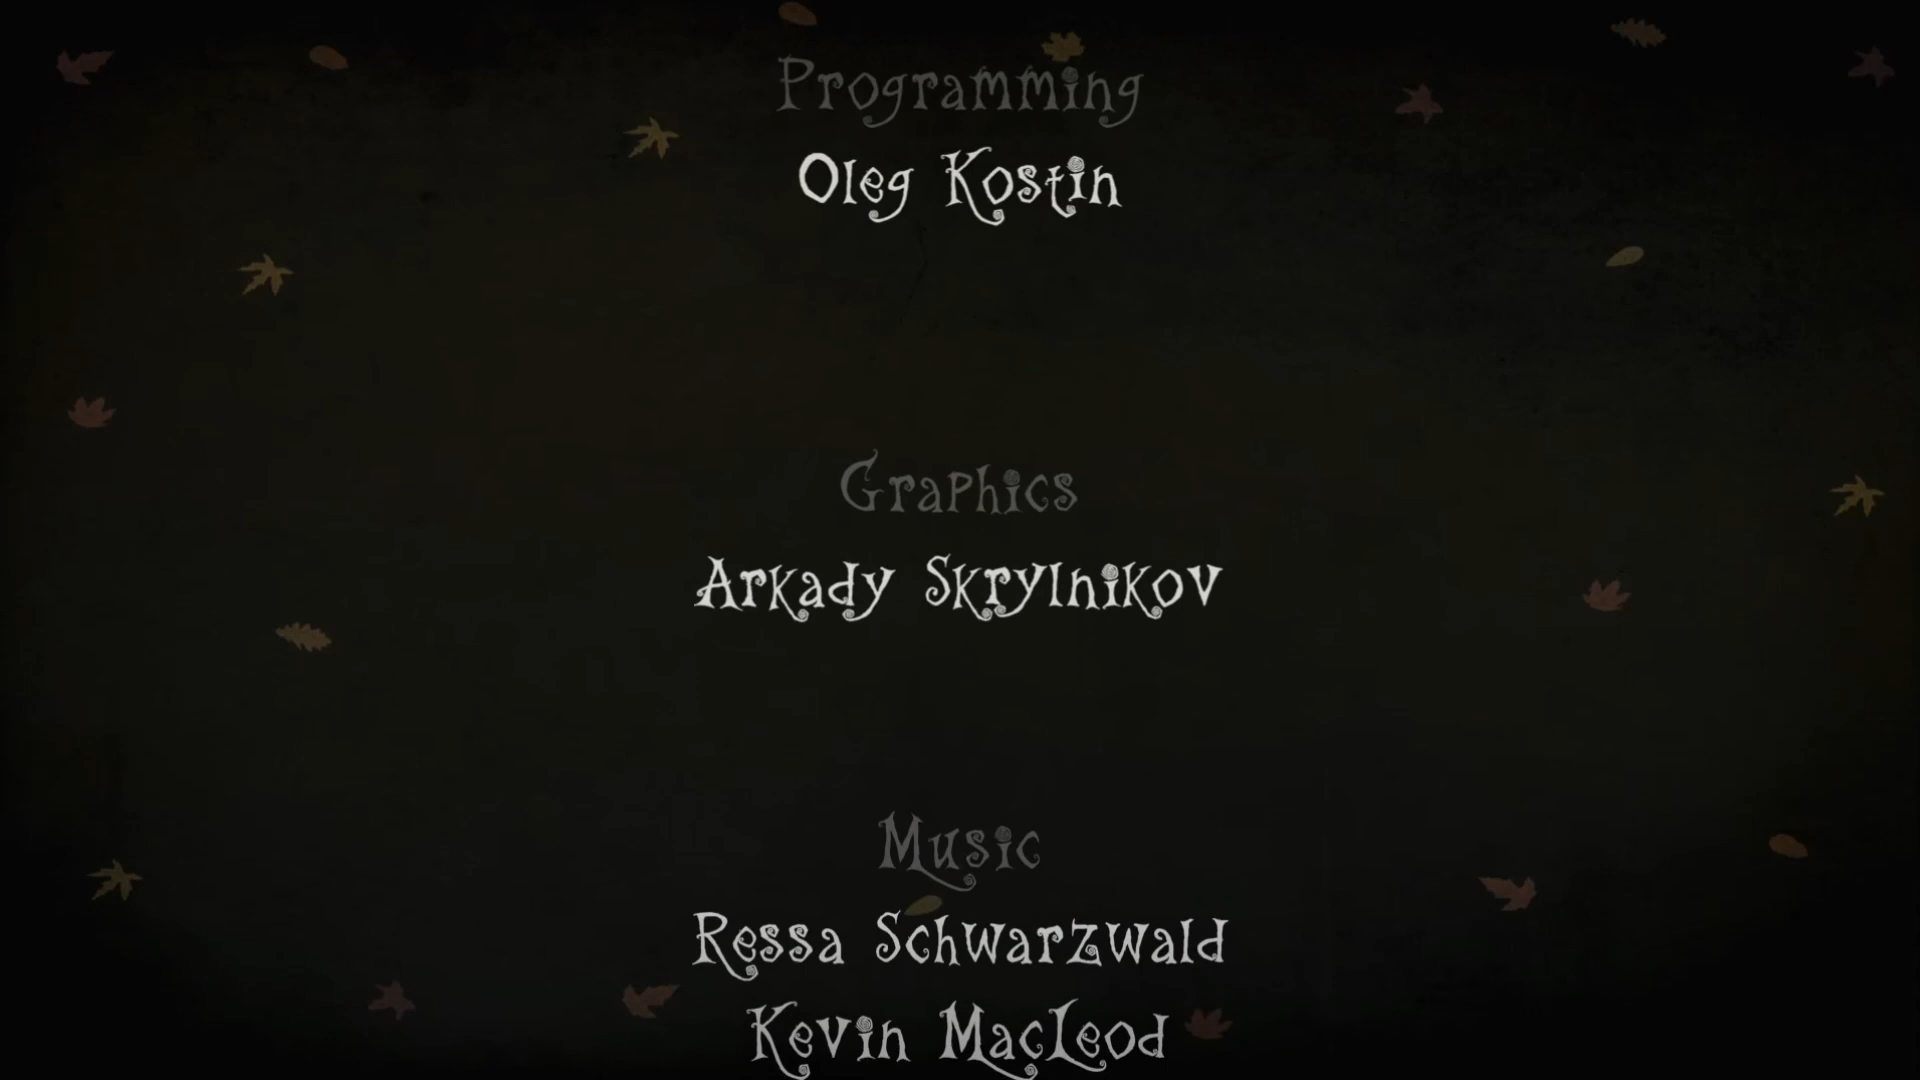 Programming
Oleg Kostin
Graphics
Arkady Skrylnikov
Music
Ressa Schwarzwald
Kevin MacLeod